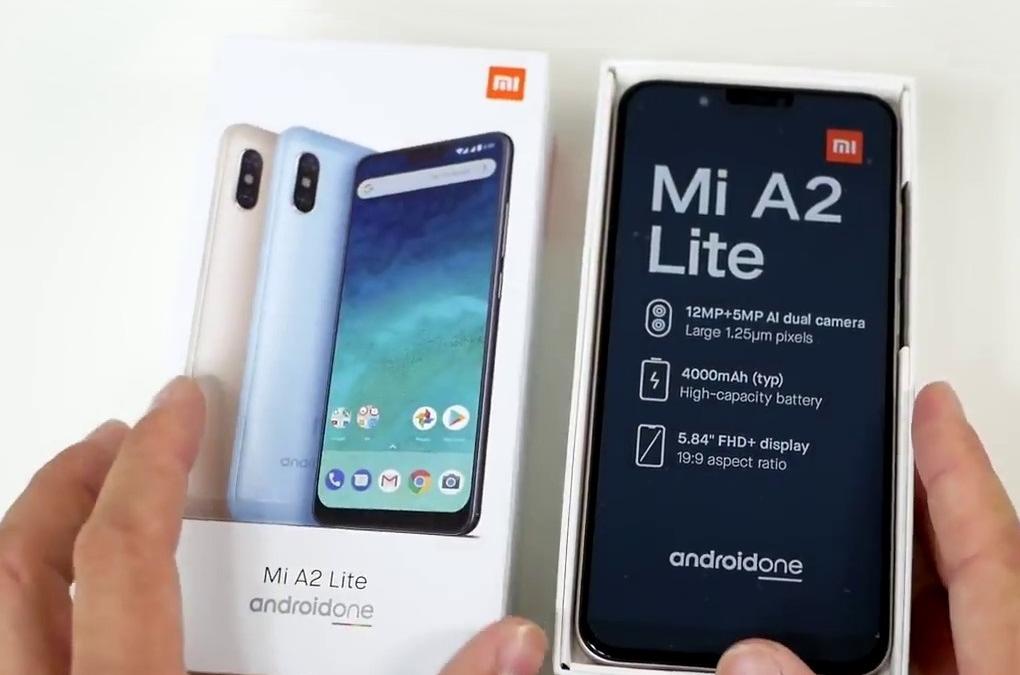 mi
andr
Mi A2 Lite
androidone
mi
Mi A2
Lite
12MP+5MP AI dual camera
Large 1.25μm pixels
4000mAh (typ)
High-capacity battery
5.84" FHD+ display
19:9 aspect ratio
androidone